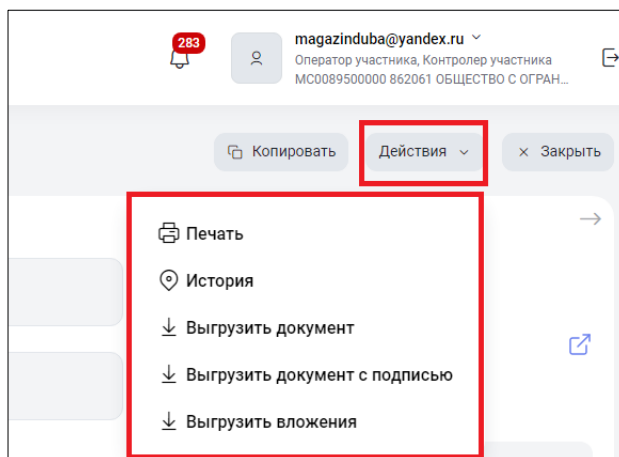 283
magazinduba@yandex.ru
Оператор участника, Контролер участника
МС0089500000 862061 ОБЩЕСТВО С ОГРАН...
Копировать
Действия
Закрыть
Печать
История
Выгрузить документ
Выгрузить документ с подписью
Выгрузить вложения